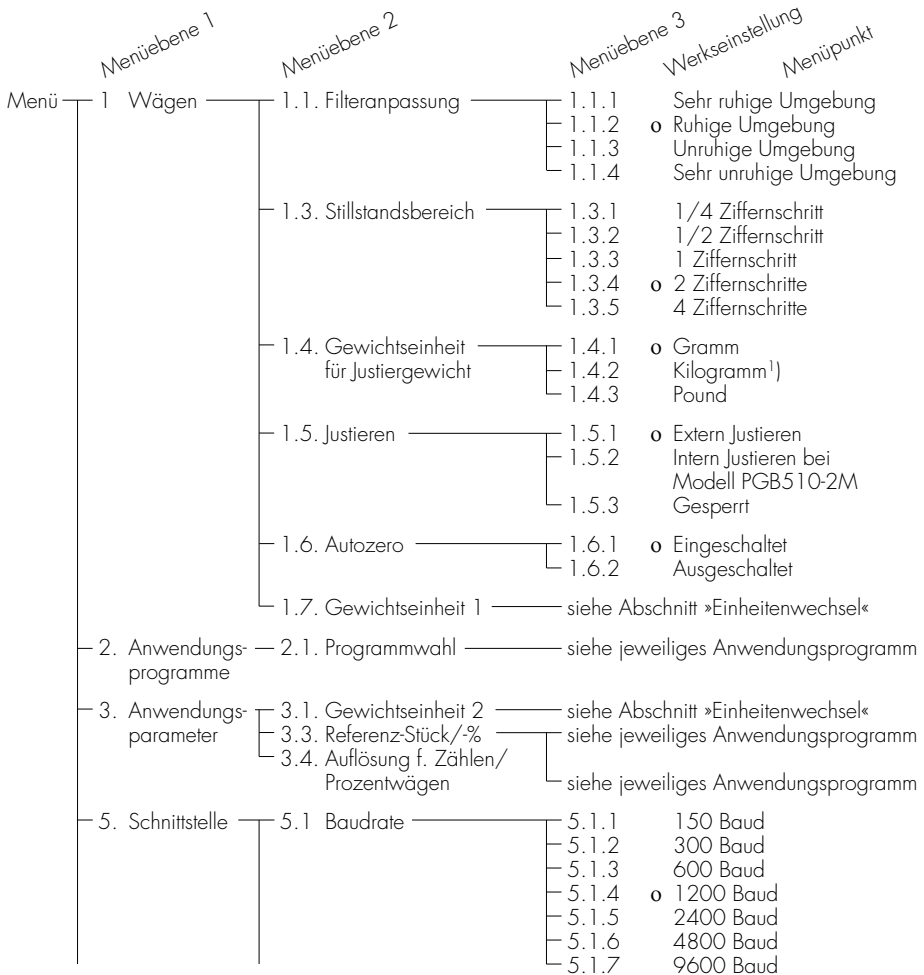 Menüebene 1 Menüebene 2 Menüebene 3 Werkseinstellung Menüpunkt
Menü 1 Wägen 1.1. Filteranpassung 1.1.1 Sehr ruhige Umgebung
1.1.2 o Ruhige Umgebung
1.1.3 Unruhige Umgebung
1.1.4 Sehr unruhige Umgebung
1.3. Stillstandsbereich 1.3.1 1/4 Ziffernschritt
1.3.2 1/2 Ziffernschritt
1.3.3 1 Ziffernschritt
1.3.4 o 2 Ziffernschritte
1.3.5 4 Ziffernschritte
1.4. Gewichtseinheit 1.4.1 o Gramm
für Justiergewicht 1.4.2 Kilogramm¹)
1.4.3 Pound
1.5. Justieren 1.5.1 o Extern Justieren
1.5.2 Intern Justieren bei
Modell PGB510-2M
1.5.3 Gesperrt
1.6. Autozero 1.6.1 o Eingeschaltet
1.6.2 Ausgeschaltet
1.7. Gewichtseinheit 1 siehe Abschnitt »Einheitenwechsel«
2. Anwendungs- 2.1. Programmwahl siehe jeweiliges Anwendungsprogramm
programme
3. Anwendungs- 3.1. Gewichtseinheit 2 siehe Abschnitt »Einheitenwechsel«
parameter 3.3. Referenz-Stück/-% siehe jeweiliges Anwendungsprogramm
3.4. Auflösung f. Zählen/
Prozentwägen siehe jeweiliges Anwendungsprogramm
5. Schnittstelle 5.1 Baudrate 5.1.1 150 Baud
5.1.2 300 Baud
5.1.3 600 Baud
5.1.4 o 1200 Baud
5.1.5 2400 Baud
5.1.6 4800 Baud
5.1.7 9600 Baud